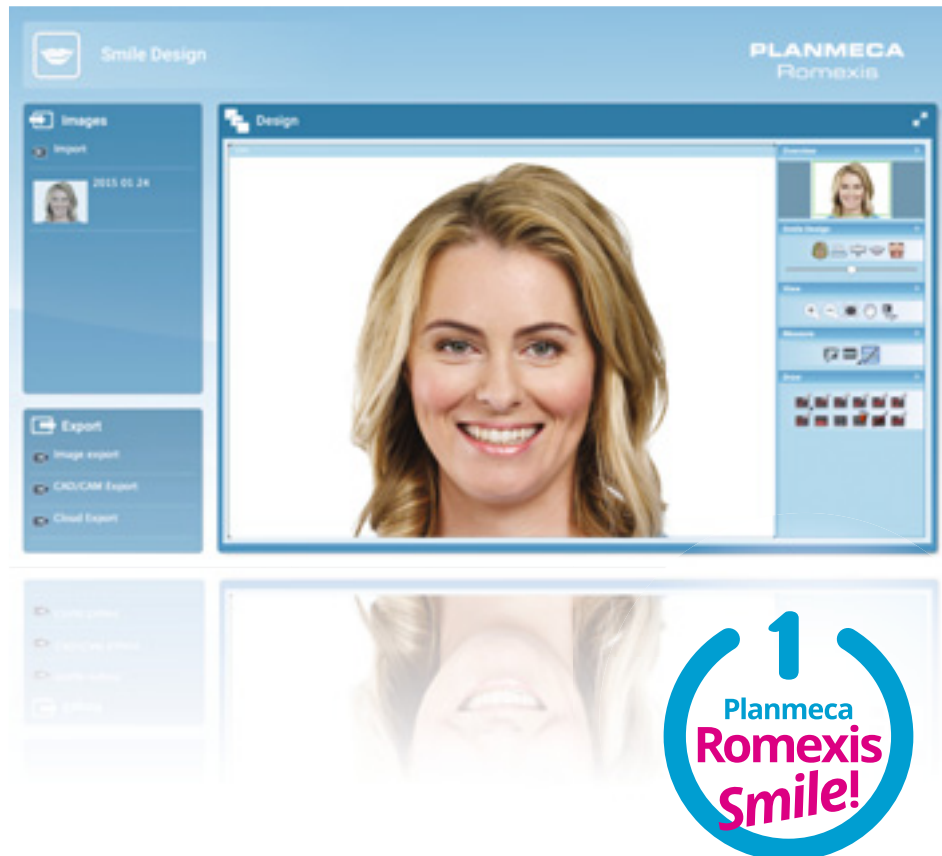 Smile Design
PLANMECA
Romexis
Images
Import
2015 01 24
Export
Image export
CAD/CAM Export
Cloud Export
Design
Overview
Smile Design
View
Measure
Draw
1
Planmeca
Romexis
Smile!